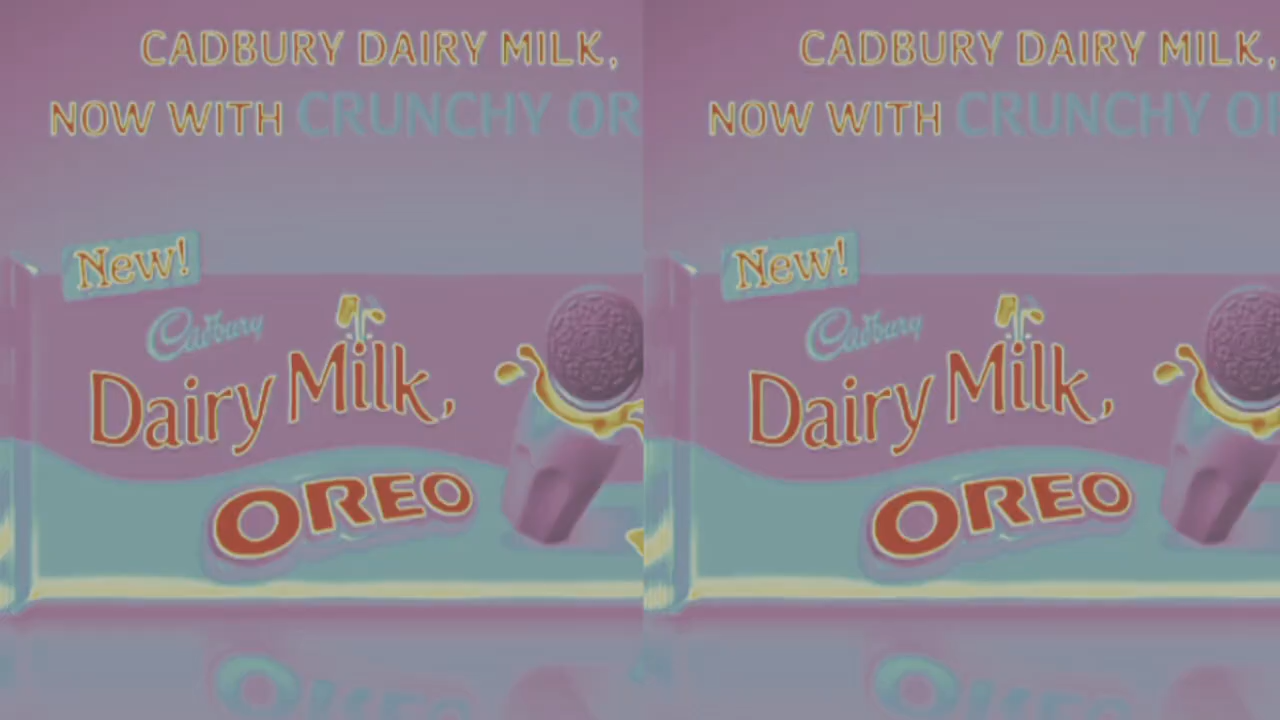 CADBURY DAIRY MILK,
NOW WITH CRUNCHY OR
New!
Cadbury
Dairy Milk,
OREO
CADBURY DAIRY MILK,
NOW WITH CRUNCHY O
New!
Cadbury
Dairy Milk,
OREO